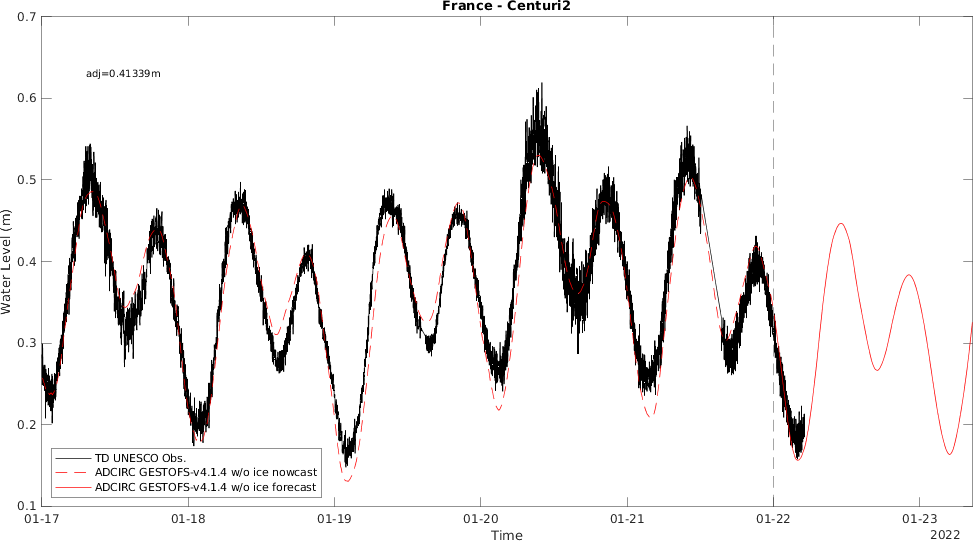 France - Centuri2
adj=0.41339m
0.7
0.6
0.5
0.4
0.3
0.2
0.1
Water Level (m)
TD UNESCO Obs.
ADCIRC GESTOFS-v4.1.4 w/o ice nowcast
ADCIRC GESTOFS-v4.1.4 w/o ice forecast
01-17 01-18 01-19 01-20 01-21 01-22 01-23
Time
2022